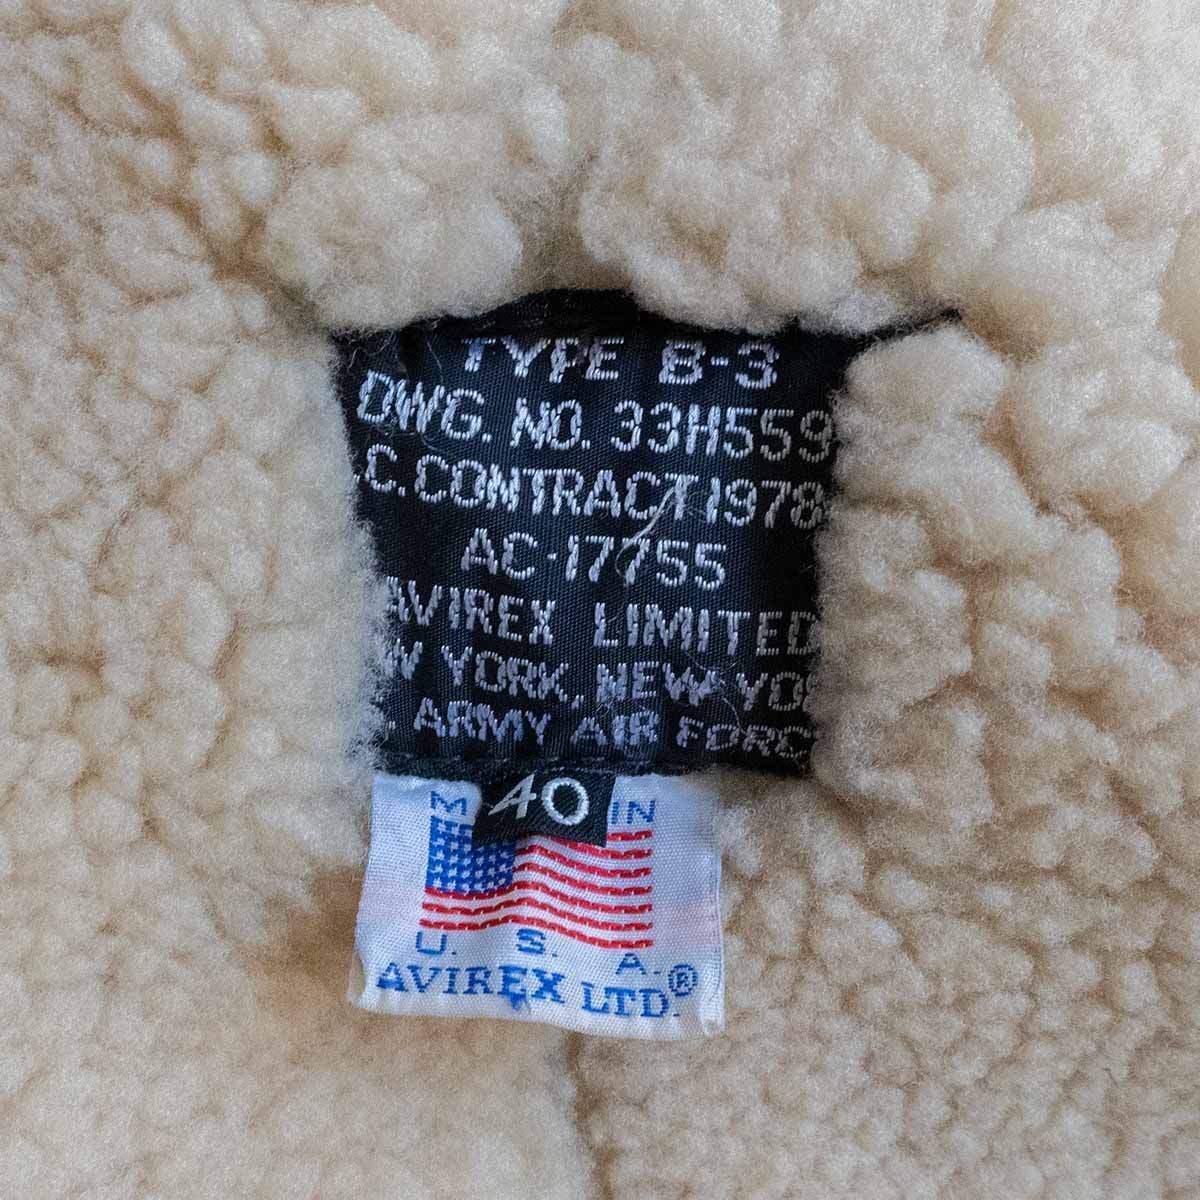 TYPE B-3
DWG. NO. 33H559
.C. CONTRACT 1978
AC-17755
AVIREX LIMITED
W YORK, NEW YO
. ARMY AIR FORC
40
M IN
U. S. A.
AVIREX LTD.®